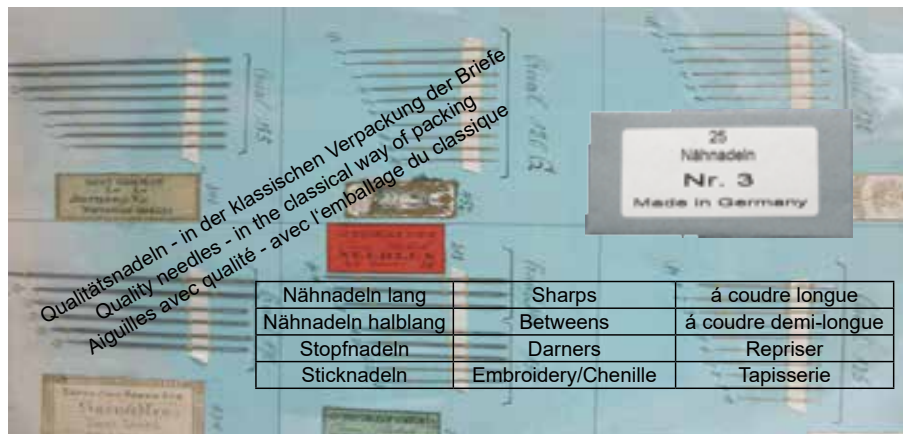 Qualitätsnadeln - in der klassischen Verpackung der Briefe
Quality needles - in the classical way of packing
Aiguilles avec qualité - avec l'emballage du classique
25
Nähnadeln
Nr. 3
Made in Germany
Nähnadeln lang Sharps á coudre longue
Nähnadeln halblang Betweens á coudre demi-longue
Stopfnadeln Darners Repriser
Sticknadeln Embroidery/Chenille Tapisserie